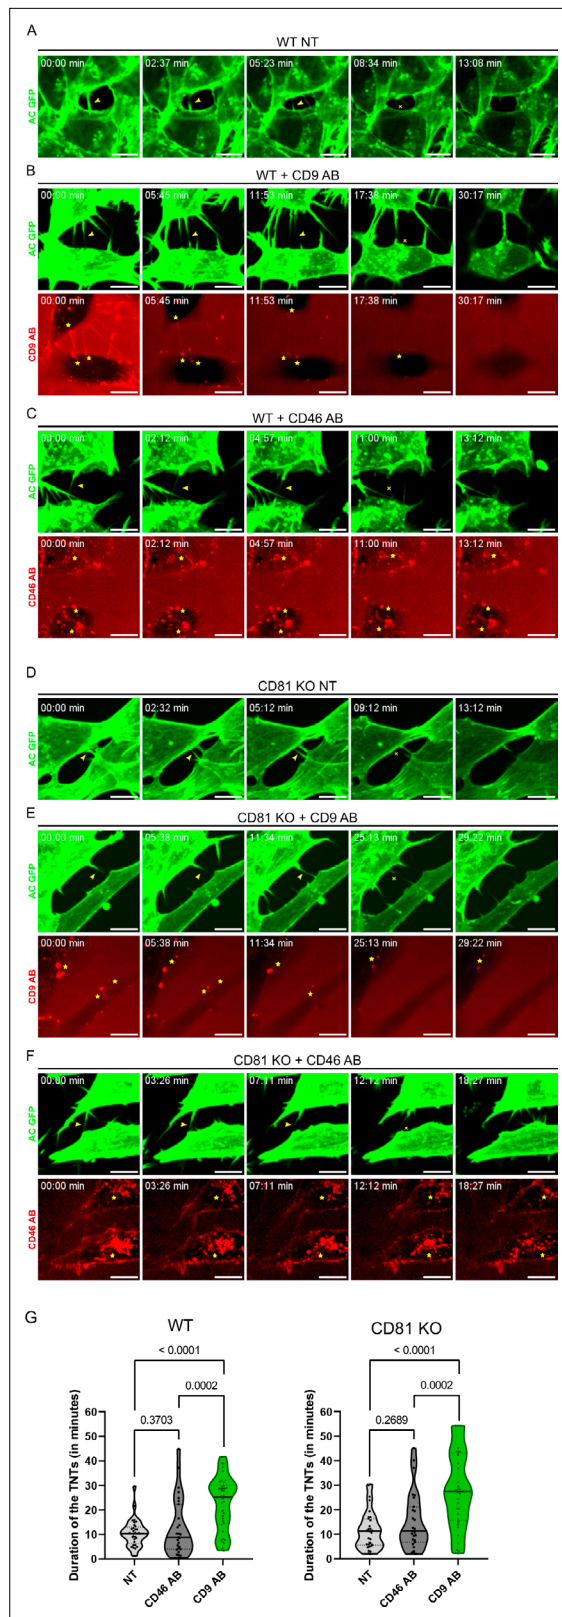 A
WT NT
AC GFP
00:00 min 02:37 min 05:23 min 08:34 min 13:08 min
B
WT + CD9 AB
AC GFP
00:00 min 05:45 min 11:53 min 17:38 min 30:17 min
CD9 AB
00:00 min 05:45 min 11:53 min 17:38 min 30:17 min
C
WT + CD46 AB
AC GFP
00:00 min 02:12 min 04:57 min 11:00 min 13:12 min
CD46 AB
00:00 min 02:12 min 04:57 min 11:00 min 13:12 min
D
CD81 KO NT
AC GFP
00:00 min 02:32 min 05:12 min 09:12 min 13:12 min
E
CD81 KO + CD9 AB
AC GFP
00:00 min 05:38 min 11:34 min 25:13 min 29:22 min
CD9 AB
00:00 min 05:38 min 11:34 min 25:13 min 29:22 min
F
CD81 KO + CD46 AB
AC GFP
00:00 min 03:26 min 07:11 min 12:12 min 18:27 min
CD46 AB
00:00 min 03:26 min 07:11 min 12:12 min 18:27 min
G
WT
< 0.0001
0.0002
0.3703
Duration of the TNTs (in minutes)
60
50
40
30
20
10
0
NT
CD46 AB
CD9 AB
CD81 KO
< 0.0001
0.0002
0.2689
Duration of the TNTs (in minutes)
60
50
40
30
20
10
0
NT
CD46 AB
CD9 AB